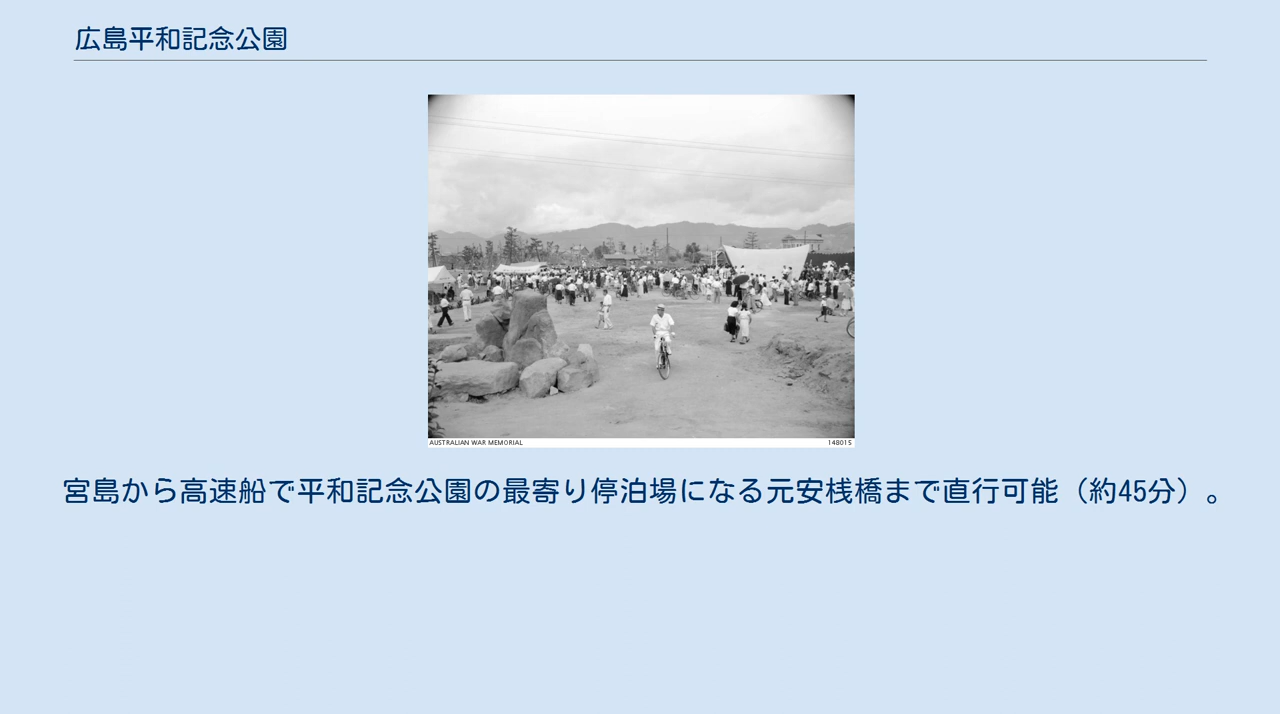 広島平和記念公園
AUSTRALIAN WAR MEMORIAL 148015
宮島から高速船で平和記念公園の最寄り停泊場になる元安桟橋まで直行可能（約45分）。